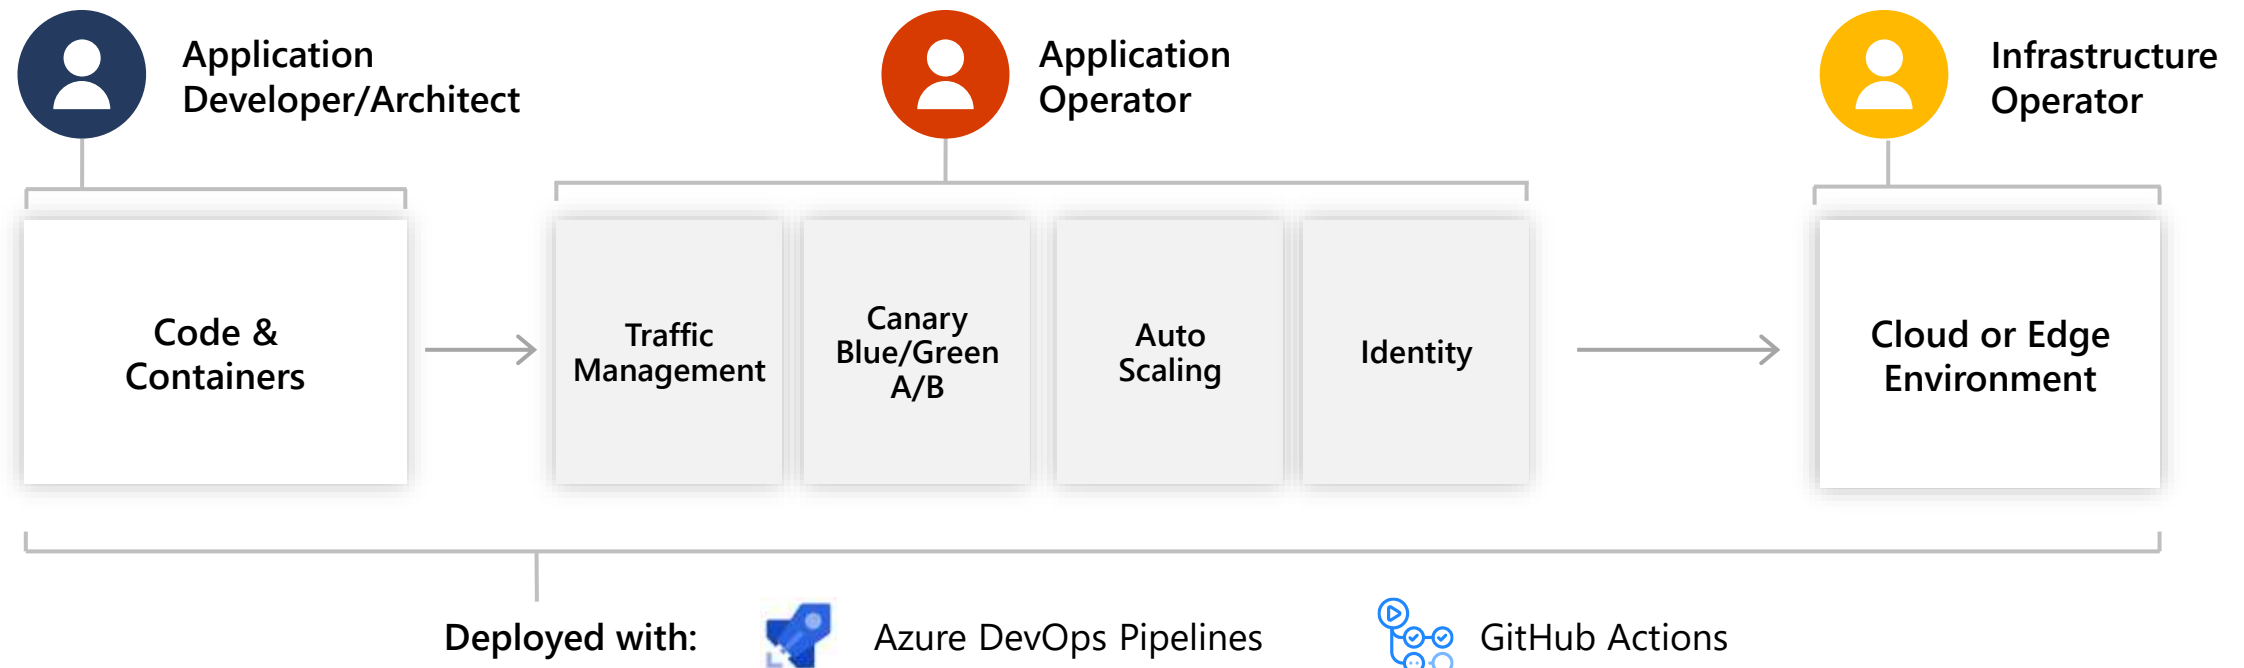 Application
Developer/Architect
Application
Operator
Infrastructure
Operator
Code &
Containers
Traffic
Management
Canary
Blue/Green
A/B
Auto
Scaling
Identity
Cloud or Edge
Environment
Deployed with:
Azure DevOps Pipelines
GitHub Actions